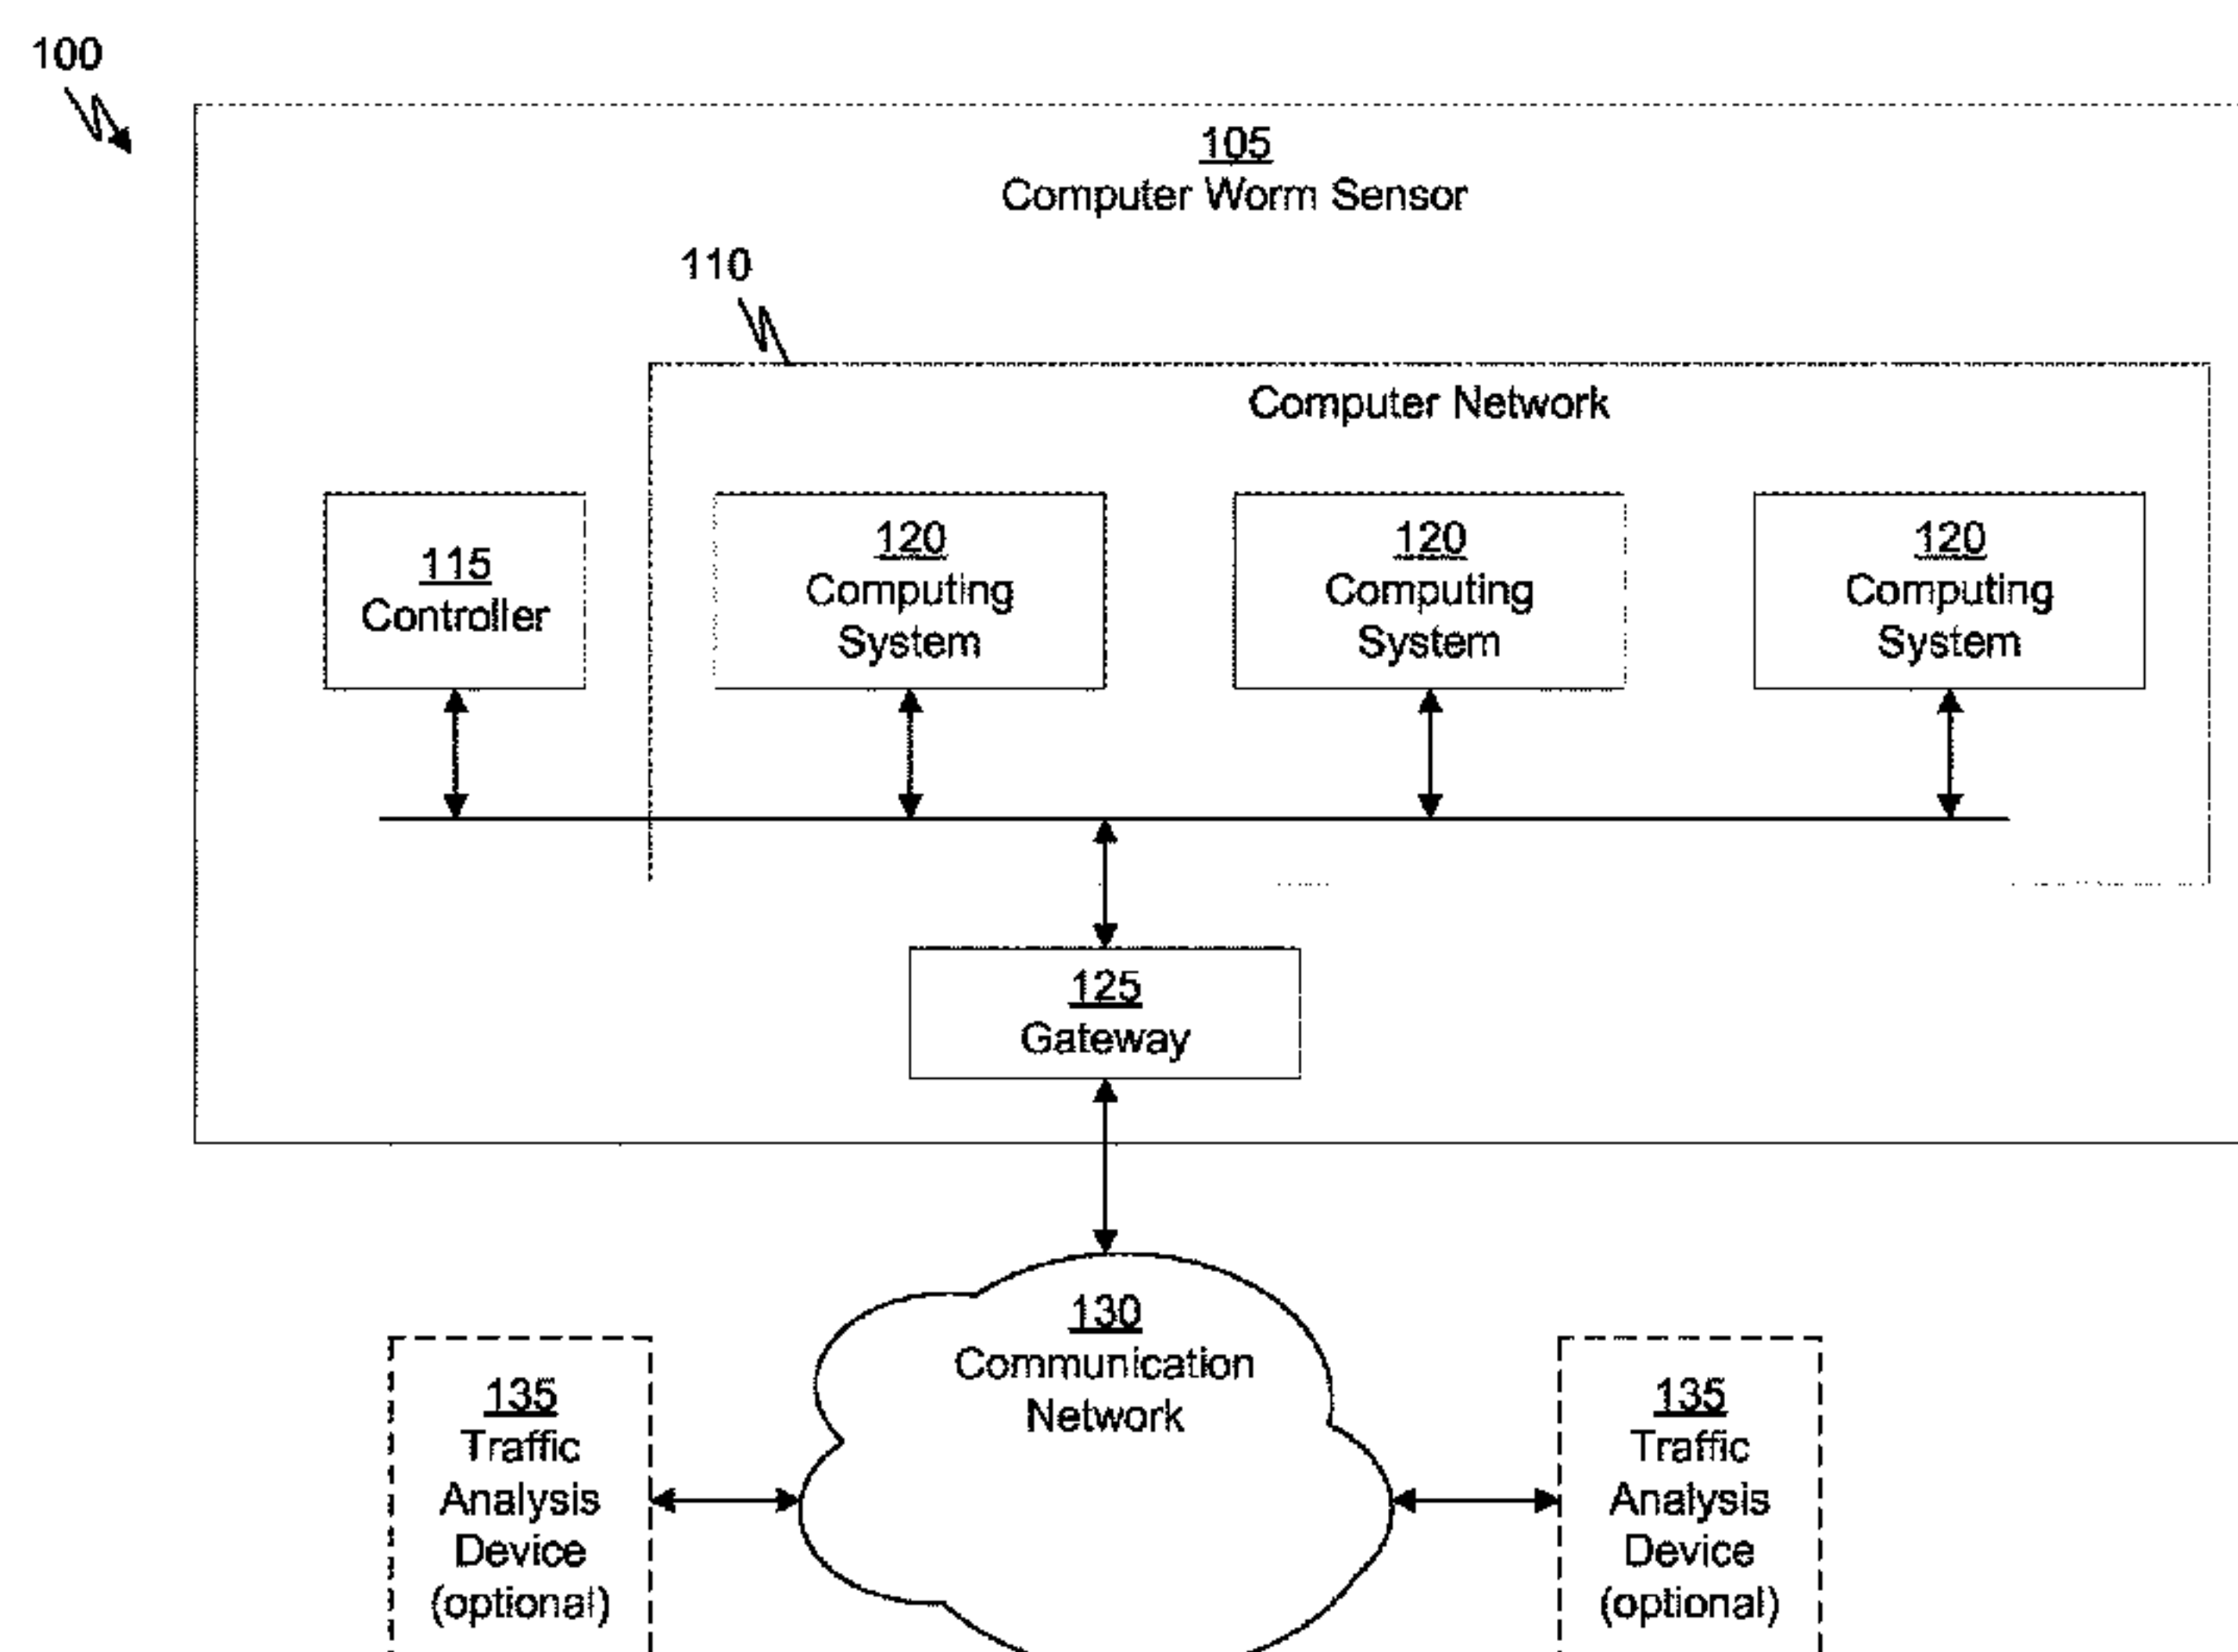 100
105
Computer Worm Sensor
110
Computer Network
115
Controller
120
Computing
System
120
Computing
System
120
Computing
System
125
Gateway
130
Communication
Network
135
Traffic
Analysis
Device
(optional)
135
Traffic
Analysis
Device
(optional)